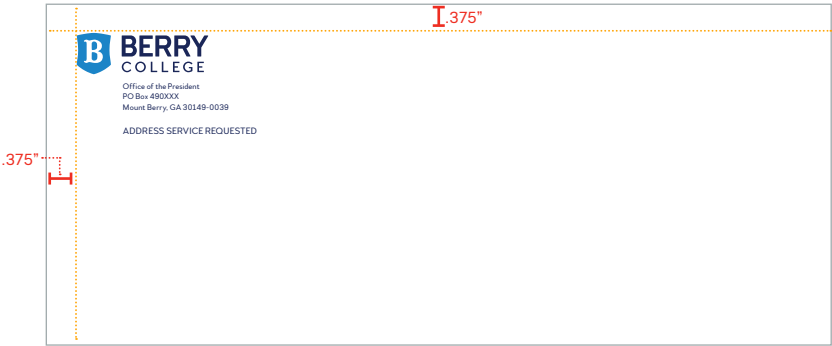 .375"
B BERRY
COLLEGE
Office of the President
PO Box 490XXX
Mount Berry, GA 30149-0039
ADDRESS SERVICE REQUESTED
.375"